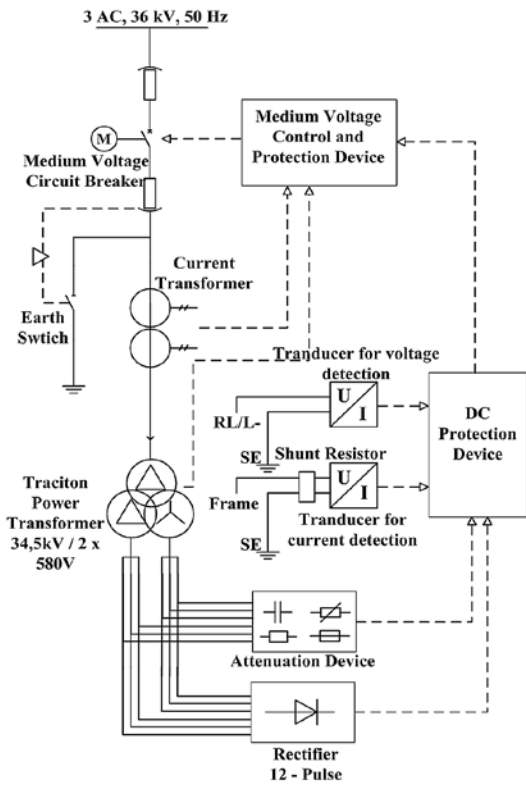 3 AC, 36 kV, 50 Hz
M
Medium Voltage
Circuit Breaker
Medium Voltage
Control and
Protection Device
Current
Transformer
Earth
Swtich
Tranducer for voltage
detection
U
I
RL/L-
SE
Shunt Resistor
U
I
Frame
SE
Tranducer for
current detection
DC
Protection
Device
Traciton
Power
Transformer
34,5kV / 2 x
580V
Attenuation Device
Rectifier
12 - Pulse